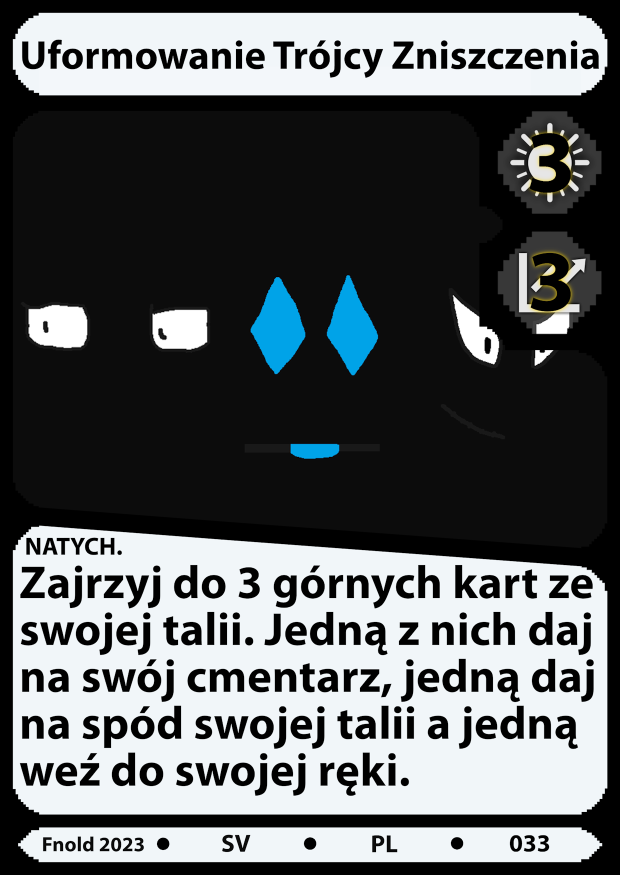 Uformowanie Trójcy Zniszczenia
3
3
NATYCH.
Zajrzyj do 3 górnych kart ze
swojej talii. Jedną z nich daj
na swój cmentarz, jedną daj
na spód swojej talii a jedną
weź do swojej ręki.
Fnold 2023 ● SV ● PL ● 033